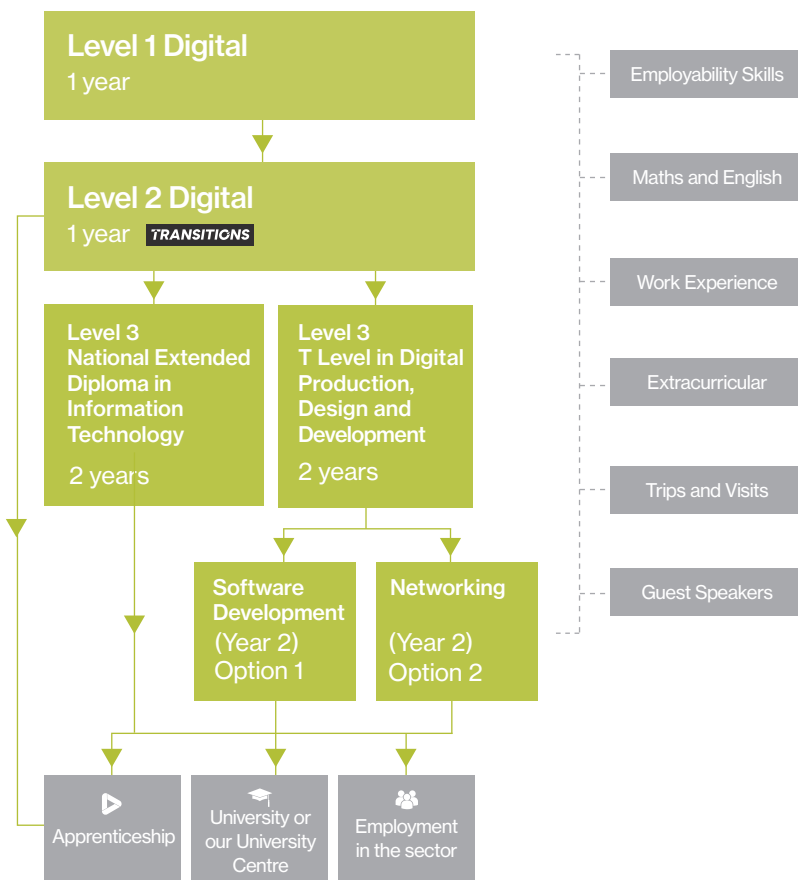 Level 1 Digital
1 year
Level 2 Digital
1 year TRANSITIONS
Level 3
National Extended
Diploma in
Information
Technology
2 years
Level 3
T Level in Digital
Production,
Design and
Development
2 years
Software
Development
(Year 2)
Option 1
Networking
(Year 2)
Option 2
Apprenticeship
University or
our University
Centre
Employment
in the sector
Employability Skills
Maths and English
Work Experience
Extracurricular
Trips and Visits
Guest Speakers